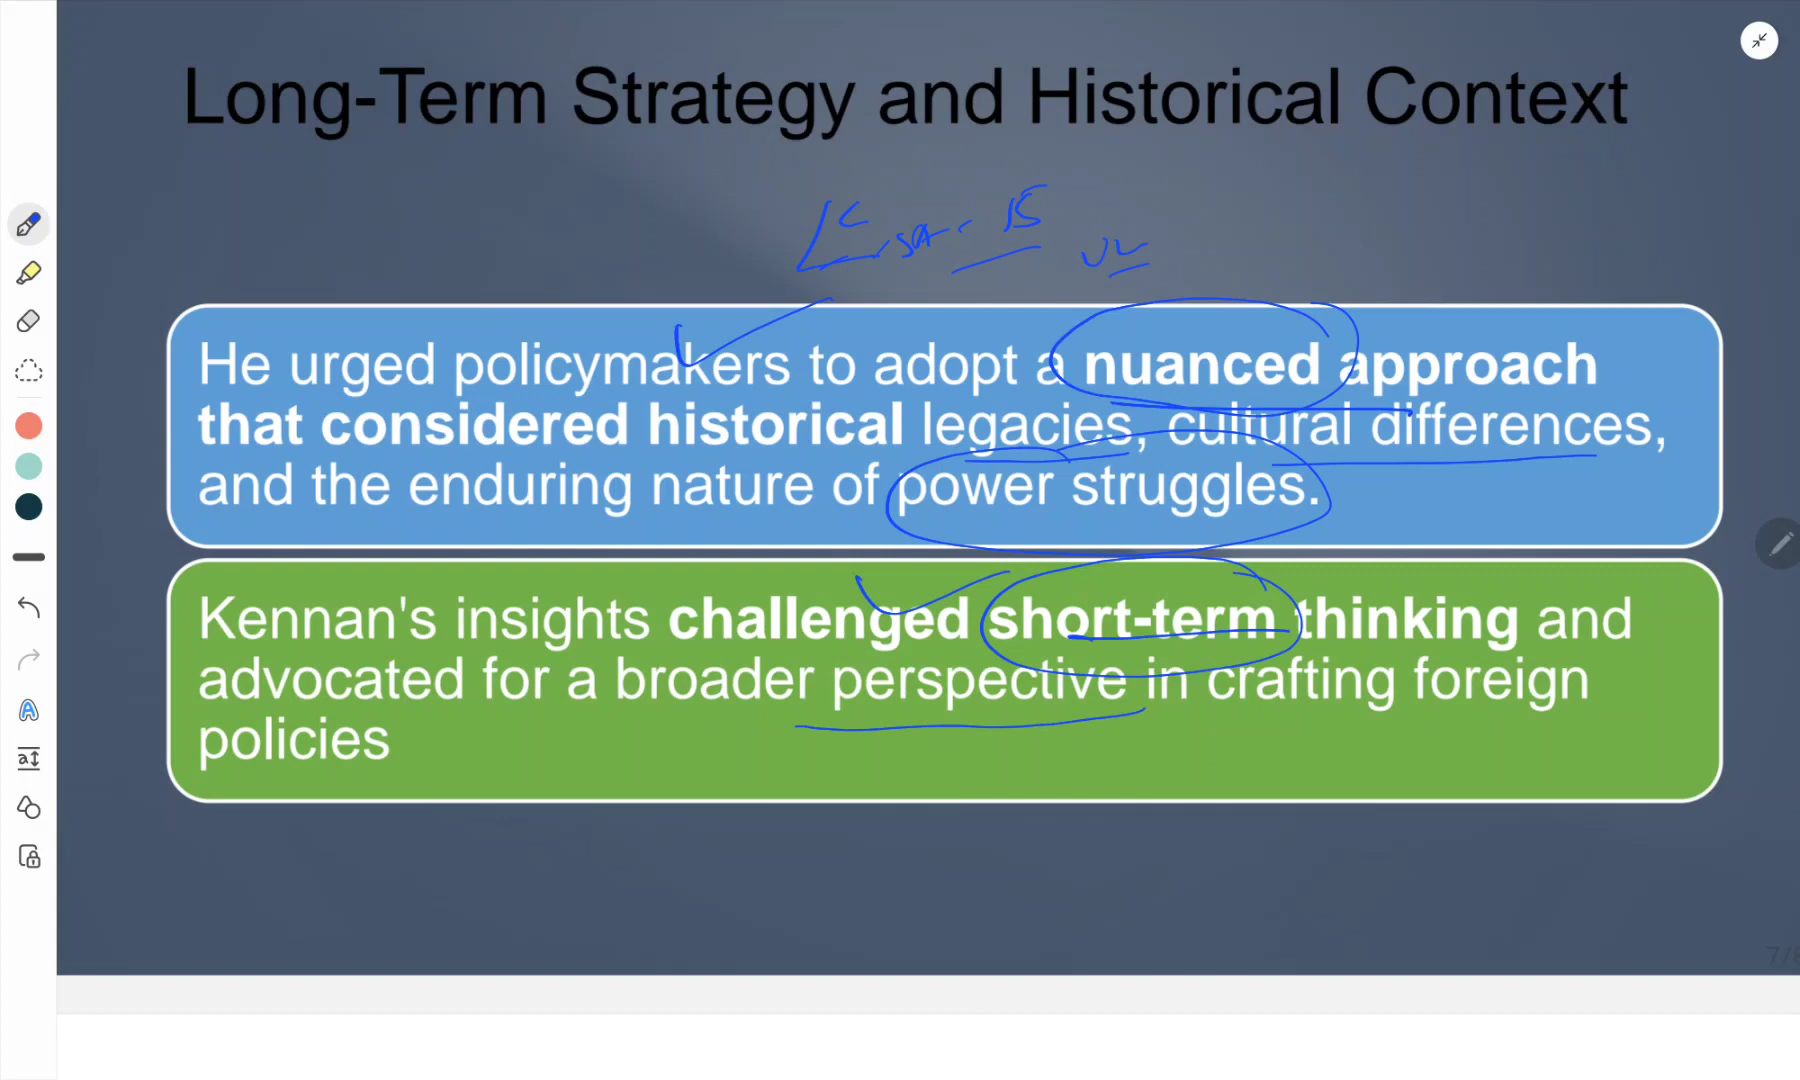 Long-Term Strategy and Historical Context
He urged policymakers to adopt a nuanced approach
that considered historical legacies, cultural differences,
and the enduring nature of power struggles.
Kennan's insights challenged short-term thinking and
advocated for a broader perspective in crafting foreign
policies